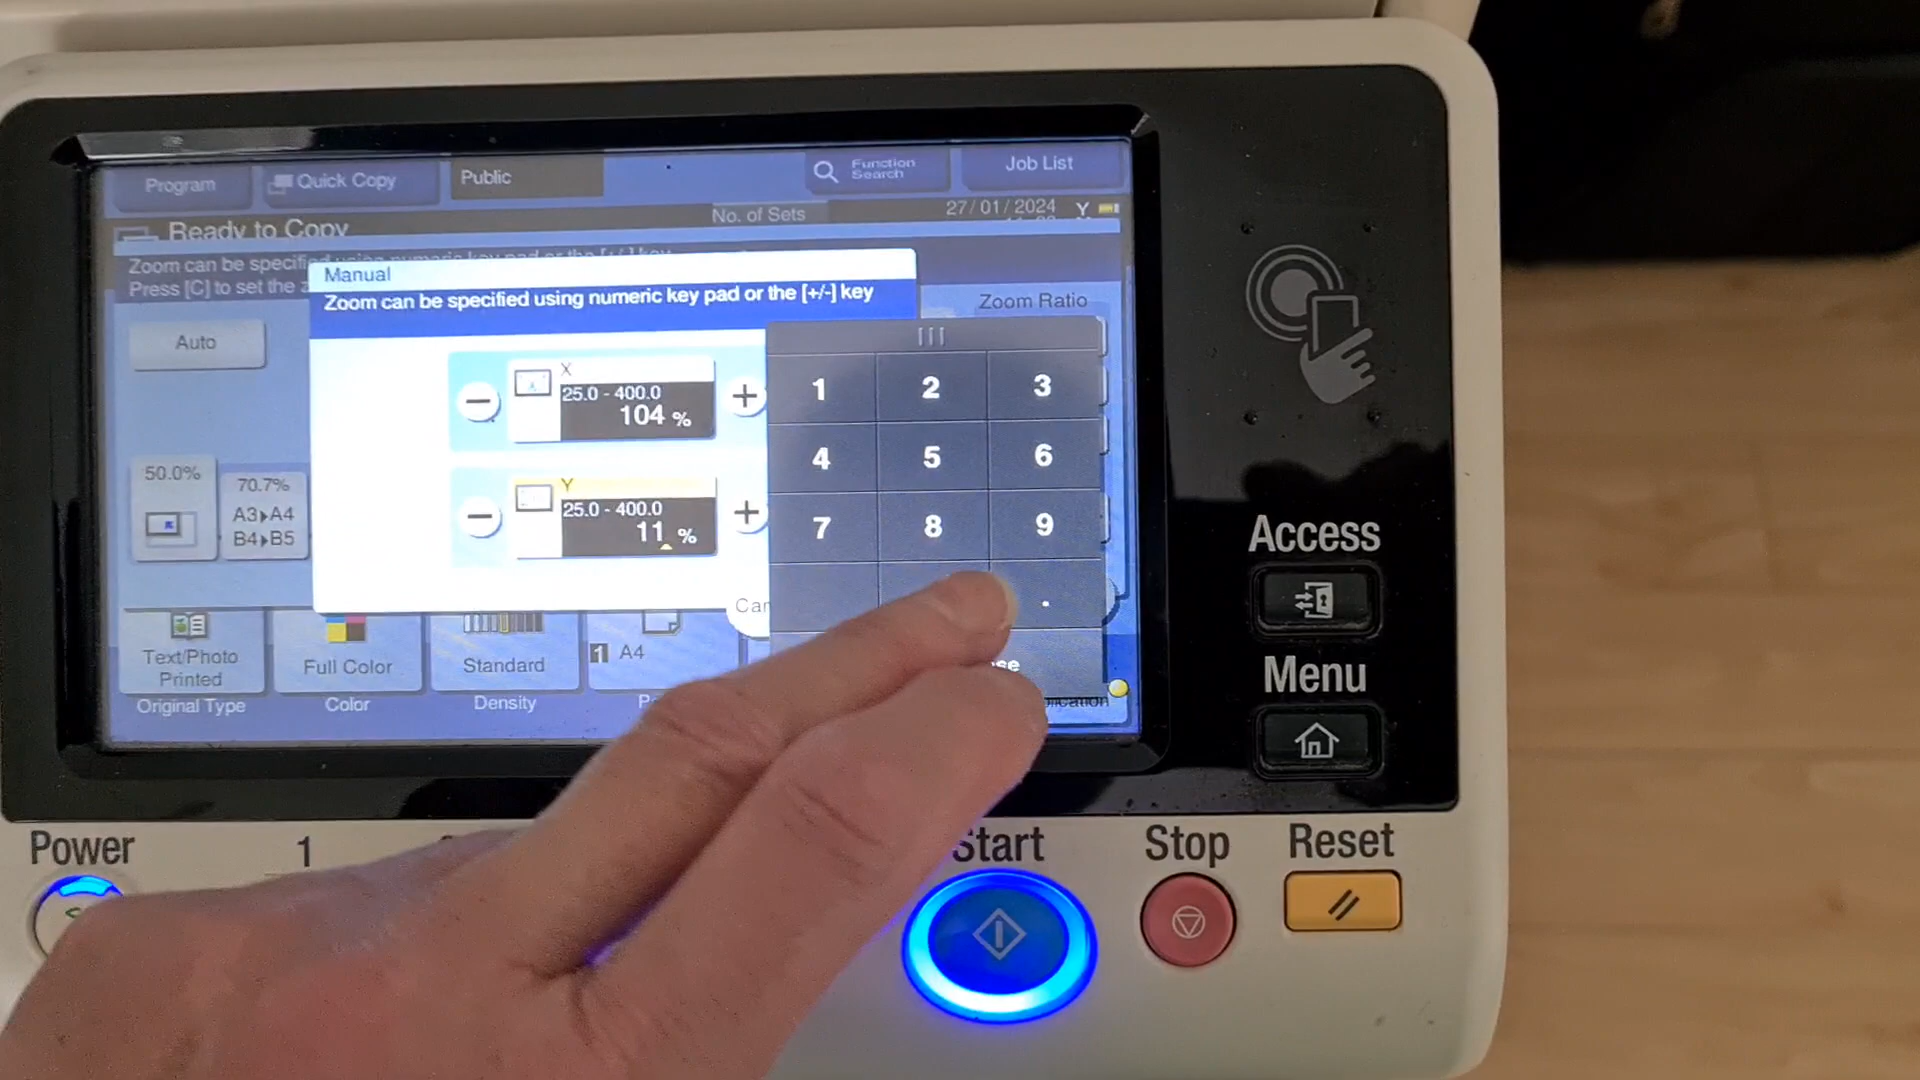 Program
Quick Copy
Public
Function
Search
Job List
Ready to Copy
No. of Sets
27/01/2024
Y
Zoom can be specified using numeric key pad or the [+/-] key
Press [C] to set the
Manual
Zoom can be specified using numeric key pad or the [+/-] key
Zoom Ratio
Auto
X
25.0 - 400.0
104 %
Y
25.0 - 400.0
11 %
1 2 3
4 5 6
7 8 9
.
50.0%
70.7%
A3▸A4
B4▸B5
Text/Photo
Printed
Original Type
Full Color
Color
Standard
Density
1 A4
Access
Menu
Power
1
Start
Stop
Reset